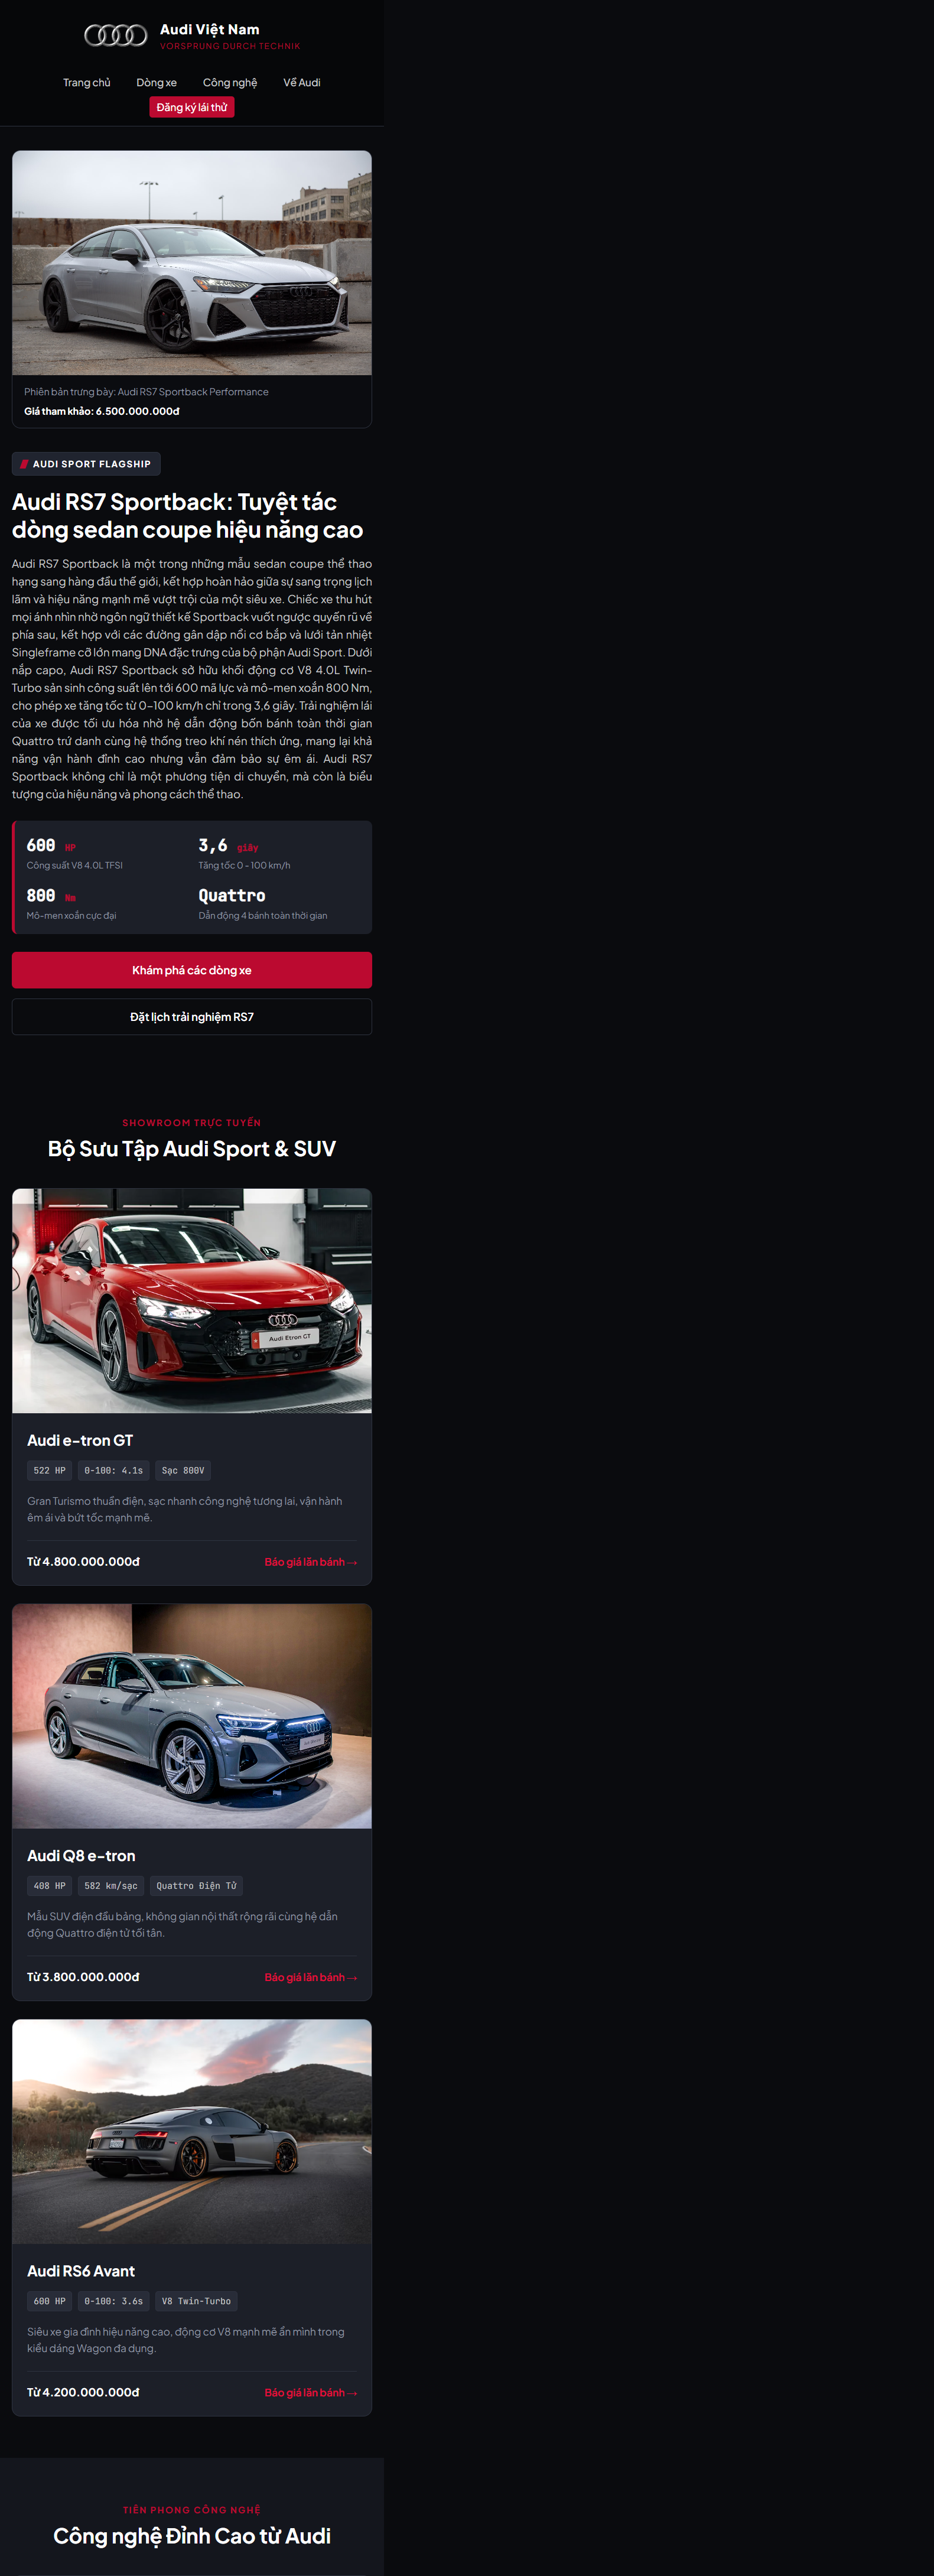 Audi Việt Nam
VORSPRUNG DURCH TECHNIK
Trang chủ
Dòng xe
Công nghệ
Về Audi
Đăng ký lái thử
Phiên bản trưng bày: Audi RS7 Sportback Performance
Giá tham khảo: 6.500.000.000đ
AUDI SPORT FLAGSHIP
Audi RS7 Sportback: Tuyệt tác
dòng sedan coupe hiệu năng cao
Audi RS7 Sportback là một trong những mẫu sedan coupe thể thao
hạng sang hàng đầu thế giới, kết hợp hoàn hảo giữa sự sang trọng lịch
lãm và hiệu năng mạnh mẽ vượt trội của một siêu xe. Chiếc xe thu hút
mọi ánh nhìn nhờ ngôn ngữ thiết kế Sportback vuốt ngược quyến rũ về
phía sau, kết hợp với các đường gân dập nổi cơ bắp và lưới tản nhiệt
Singleframe cỡ lớn mang DNA đặc trưng của bộ phận Audi Sport. Dưới
nắp capo, Audi RS7 Sportback sở hữu khối động cơ V8 4.0L Twin-
Turbo sản sinh công suất lên tới 600 mã lực và mô-men xoắn 800 Nm,
cho phép xe tăng tốc từ 0–100 km/h chỉ trong 3,6 giây. Trải nghiệm lái
của xe được tối ưu hóa nhờ hệ dẫn động bốn bánh toàn thời gian
Quattro trứ danh cùng hệ thống treo khí nén thích ứng, mang lại khả
năng vận hành đỉnh cao nhưng vẫn đảm bảo sự êm ái. Audi RS7
Sportback không chỉ là một phương tiện di chuyển, mà còn là biểu
tượng của hiệu năng và phong cách thể thao.
600 HP
Công suất V8 4.0L TFSI
3,6 giây
Tăng tốc 0 - 100 km/h
800 Nm
Mô-men xoắn cực đại
Quattro
Dẫn động 4 bánh toàn thời gian
Khám phá các dòng xe
Đặt lịch trải nghiệm RS7
SHOWROOM TRỰC TUYẾN
Bộ Sưu Tập Audi Sport & SUV
Audi Etron GT
Audi e-tron GT
522 HP
0-100: 4.1s
Sạc 800V
Gran Turismo thuần điện, sạc nhanh công nghệ tương lai, vận hành
êm ái và bứt tốc mạnh mẽ.
Từ 4.800.000.000đ
Báo giá lăn bánh →
Audi Q8 e-tron
408 HP
582 km/sạc
Quattro Điện Tử
Mẫu SUV điện đầu bảng, không gian nội thất rộng rãi cùng hệ dẫn
động Quattro điện tử tối tân.
Từ 3.800.000.000đ
Báo giá lăn bánh →
Audi RS6 Avant
600 HP
0-100: 3.6s
V8 Twin-Turbo
Siêu xe gia đình hiệu năng cao, động cơ V8 mạnh mẽ ẩn mình trong
kiểu dáng Wagon đa dụng.
Từ 4.200.000.000đ
Báo giá lăn bánh →
TIÊN PHONG CÔNG NGHỆ
Công nghệ Đỉnh Cao từ Audi